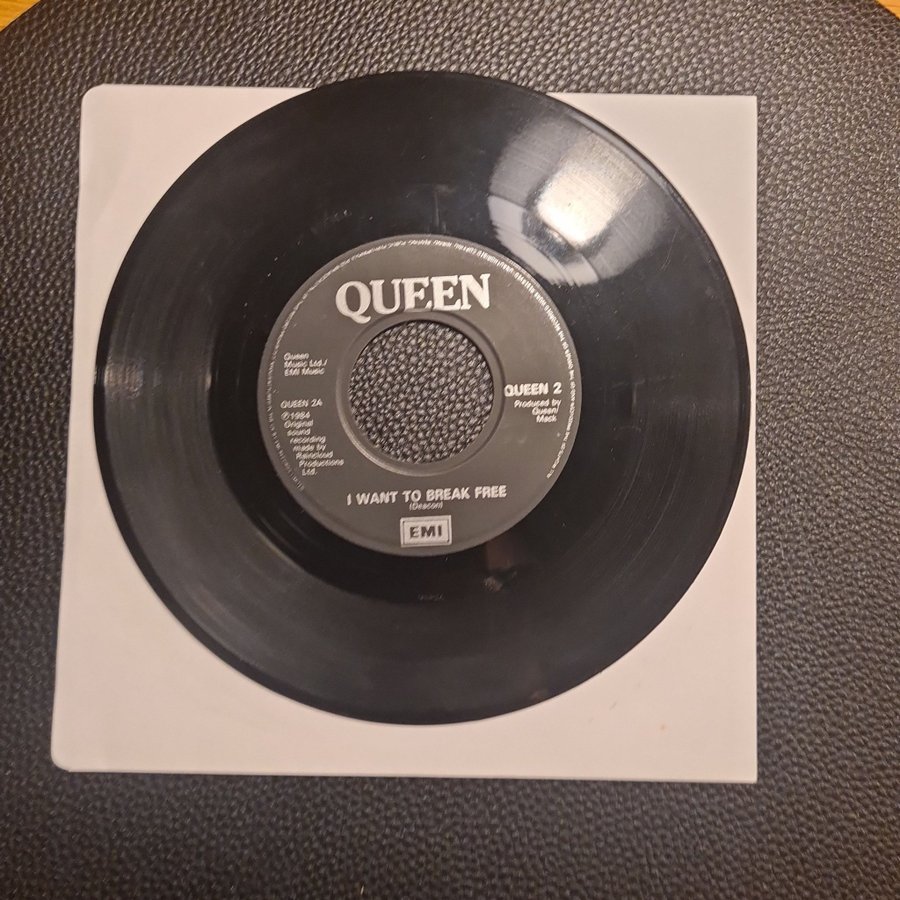 QUEEN
Queen
Music Ltd./
EMI Music
QUEEN 2A
℗1984
Original
sound
recording
made by
Raincloud
Productions
Ltd.
QUEEN 2
Produced by
Queen/
Mack
I WANT TO BREAK FREE
(Deacon)
EMI